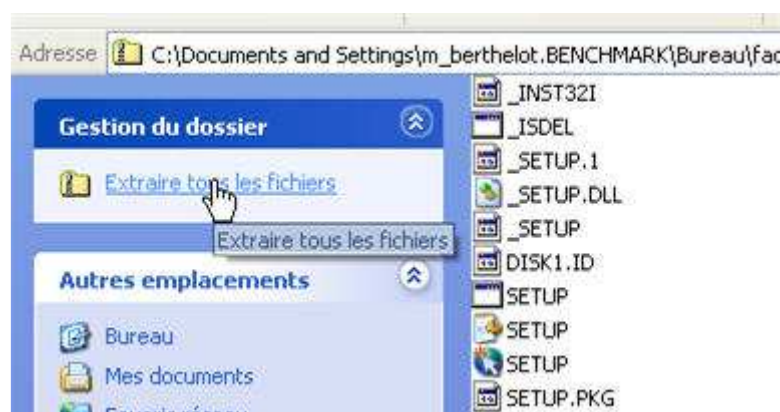 Adresse C:\Documents and Settings\m_berthelot.BENCHMARK\Bureau\fac
Gestion du dossier
Extraire tous les fichiers
Extraire tous les fichiers
Autres emplacements
Bureau
Mes documents
_INST32I
_ISDEL
_SETUP.1
_SETUP.DLL
_SETUP
DISK1.ID
SETUP
SETUP
SETUP
SETUP.PKG